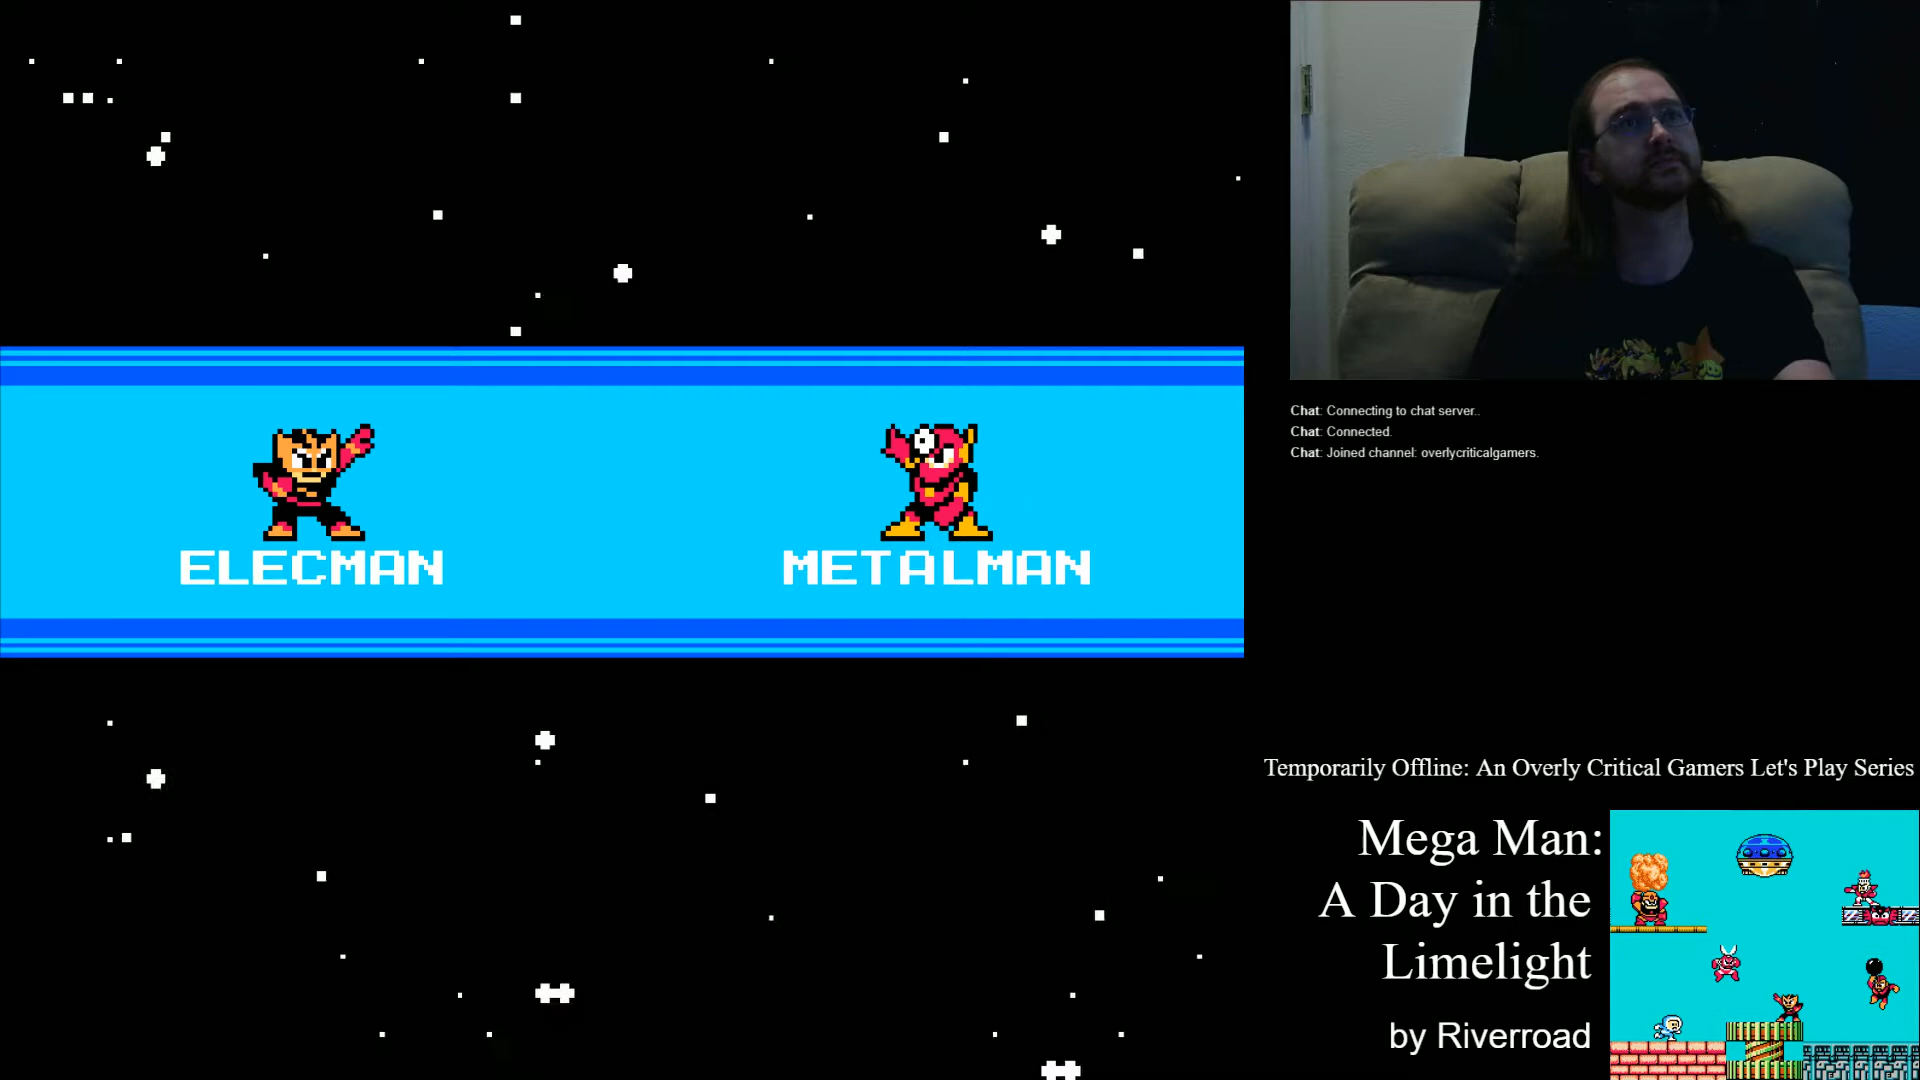 ELECMAN
METALMAN
Chat: Connecting to chat server..
Chat: Connected.
Chat: Joined channel: overlycriticalgamers.
Temporarily Offline: An Overly Critical Gamers Let's Play Series
Mega Man:
A Day in the
Limelight
by Riverroad